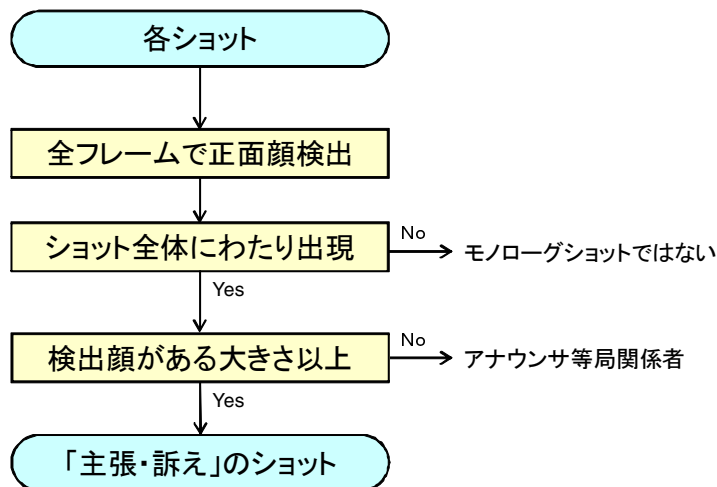 各ショット
全フレームで正面顔検出
ショット全体にわたり出現
No
モノローグショットではない
Yes
検出顔がある大きさ以上
No
アナウンサ等局関係者
Yes
「主張・訴え」のショット